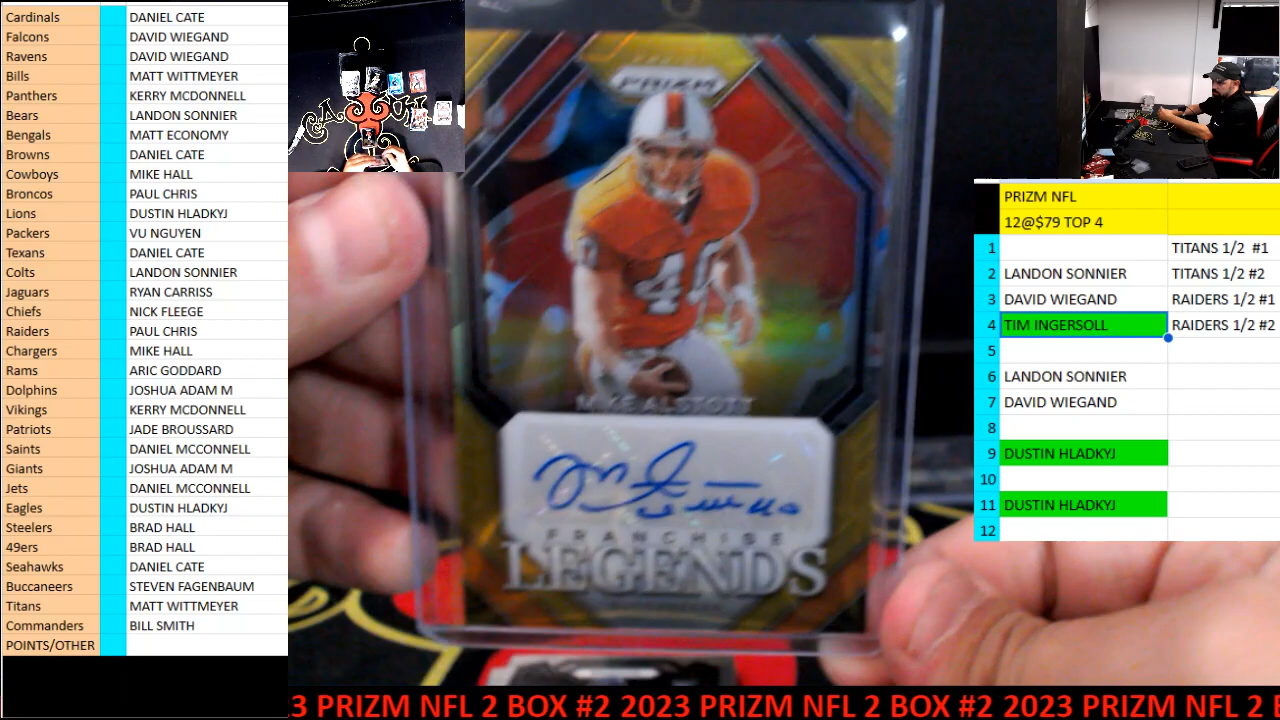 Cardinals DANIEL CATE
Falcons DAVID WIEGAND
Ravens DAVID WIEGAND
Bills MATT WITTMEYER
Panthers KERRY MCDONNELL
Bears LANDON SONNIER
Bengals MATT ECONOMY
Browns DANIEL CATE
Cowboys MIKE HALL
Broncos PAUL CHRIS
Lions DUSTIN HLADKYJ
Packers VU NGUYEN
Texans DANIEL CATE
Colts LANDON SONNIER
Jaguars RYAN CARRISS
Chiefs NICK FLEEGE
Raiders PAUL CHRIS
Chargers MIKE HALL
Rams ARIC GODDARD
Dolphins JOSHUA ADAM M
Vikings KERRY MCDONNELL
Patriots JADE BROUSSARD
Saints DANIEL MCCONNELL
Giants JOSHUA ADAM M
Jets DANIEL MCCONNELL
Eagles DUSTIN HLADKYJ
Steelers BRAD HALL
49ers BRAD HALL
Seahawks DANIEL CATE
Buccaneers STEVEN FAGENBAUM
Titans MATT WITTMEYER
Commanders BILL SMITH
POINTS/OTHER
PRIZM
40
MIKE ALSTOTT
FRANCHISE
LEGENDS
PRIZM NFL
12@$79 TOP 4
1 TITANS 1/2 #1
2 LANDON SONNIER TITANS 1/2 #2
3 DAVID WIEGAND RAIDERS 1/2 #1
4 TIM INGERSOLL RAIDERS 1/2 #2
5
6 LANDON SONNIER
7 DAVID WIEGAND
8
9 DUSTIN HLADKYJ
10
11 DUSTIN HLADKYJ
12
3 PRIZM NFL 2 BOX #2 2023 PRIZM NFL 2 BOX #2 2023 PRIZM NFL 2 B